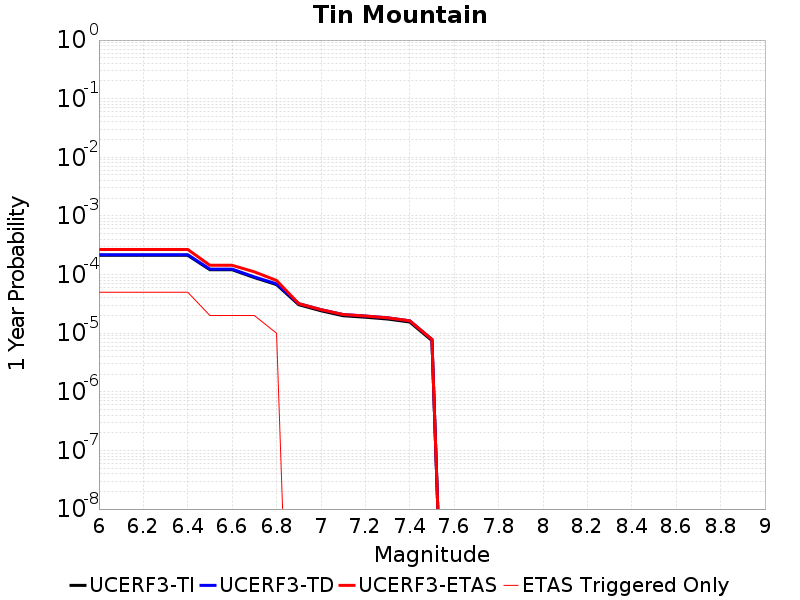 Tin Mountain
1 Year Probability
10^0
10^-1
10^-2
10^-3
10^-4
10^-5
10^-6
10^-7
10^-8
6 6.2 6.4 6.6 6.8 7 7.2 7.4 7.6 7.8 8 8.2 8.4 8.6 8.8 9
Magnitude
UCERF3-TI UCERF3-TD UCERF3-ETAS ETAS Triggered Only